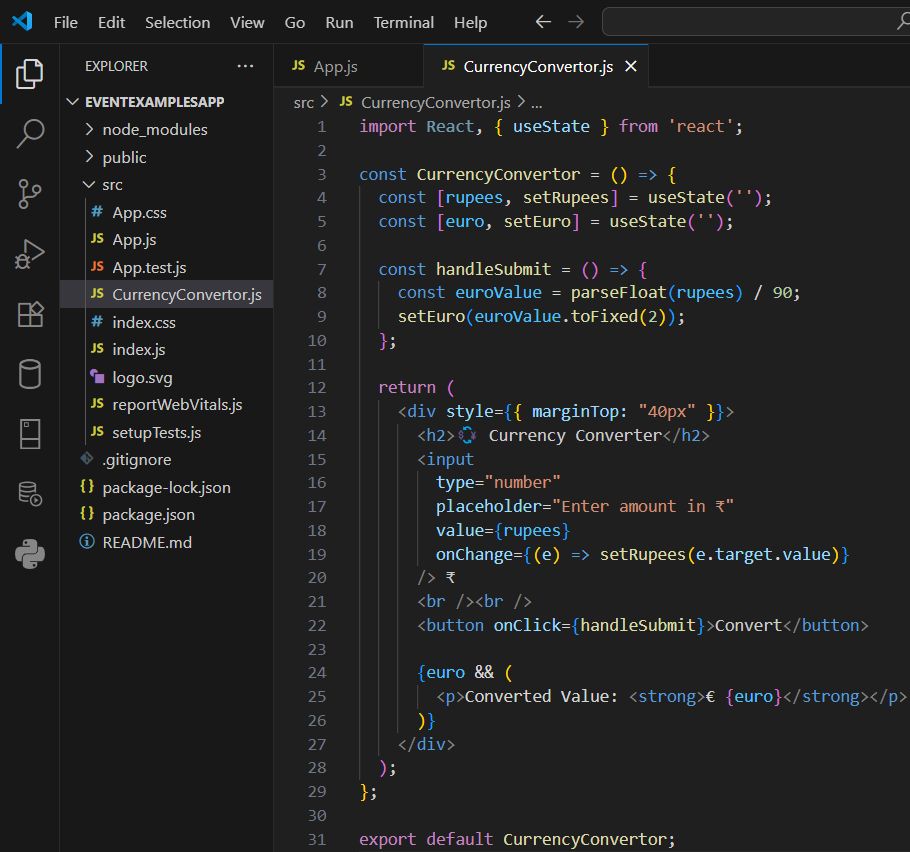 File Edit Selection View Go Run Terminal Help
EXPLORER ...
JS App.js JS CurrencyConvertor.js
EVENTEXAMPLESAPP
node_modules
public
src
# App.css
JS App.js
JS App.test.js
JS CurrencyConvertor.js
# index.css
JS index.js
logo.svg
JS reportWebVitals.js
JS setupTests.js
.gitignore
{} package-lock.json
{} package.json
README.md
src > JS CurrencyConvertor.js > ...
1 import React, { useState } from 'react';
2
3 const CurrencyConvertor = () => {
4 const [rupees, setRupees] = useState('');
5 const [euro, setEuro] = useState('');
6
7 const handleSubmit = () => {
8 const euroValue = parseFloat(rupees) / 90;
9 setEuro(euroValue.toFixed(2));
10 };
11
12 return (
13 <div style={{ marginTop: "40px" }}>
14 <h2>💱 Currency Converter</h2>
15 <input
16 type="number"
17 placeholder="Enter amount in ₹"
18 value={rupees}
19 onChange={(e) => setRupees(e.target.value)}
20 /> ₹
21 <br /><br />
22 <button onClick={handleSubmit}>Convert</button>
23
24 {euro && (
25 <p>Converted Value: <strong>€ {euro}</strong></p>
26 )}
27 </div>
28 );
29 };
30
31 export default CurrencyConvertor;